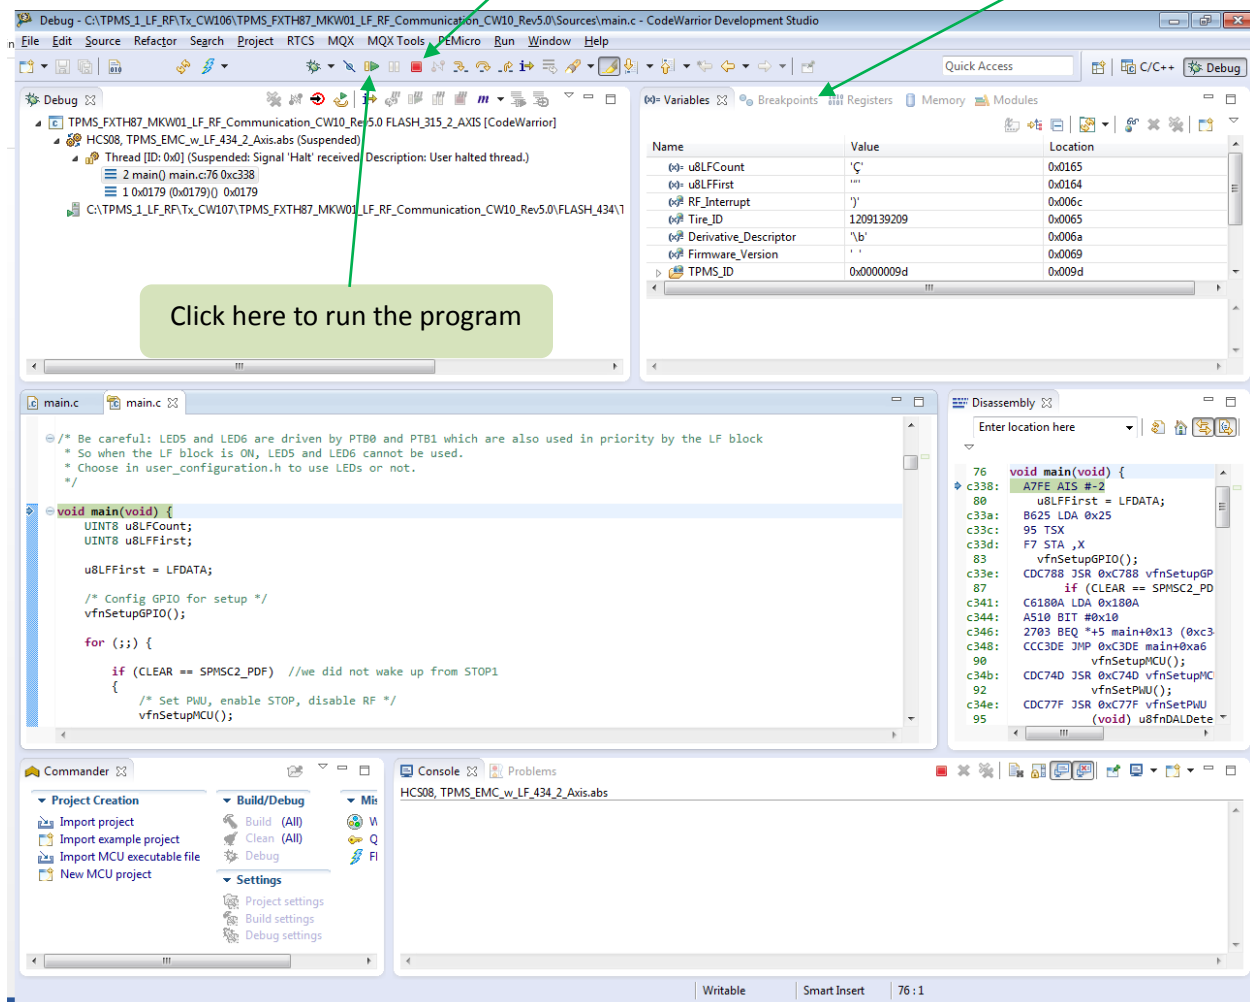 Debug - C:\TPMS_1_LF_RF\Tx_CW106\TPMS_FXTH87_MKW01_LF_RF_Communication_CW10_Rev5.0\Sources\main.c - CodeWarrior Development Studio
File Edit Source Refactor Search Project RTCS MQX MQX Tools PEMicro Run Window Help
Quick Access
C/C++
Debug
Debug
TPMS_FXTH87_MKW01_LF_RF_Communication_CW10_Rev5.0 FLASH_315_2_AXIS [CodeWarrior]
HCS08, TPMS_EMC_w_LF_434_2_Axis.abs (Suspended)
Thread [ID: 0x0] (Suspended: Signal 'Halt' received. Description: User halted thread.)
2 main() main.c:76 0xc338
1 0x0179 (0x0179)() 0x0179
C:\TPMS_1_LF_RF\Tx_CW107\TPMS_FXTH87_MKW01_LF_RF_Communication_CW10_Rev5.0\FLASH_434\T
Click here to run the program
(x)= Variables Breakpoints Registers Memory Modules
Name Value Location
(x)= u8LFCount 'Ç' 0x0165
(x)= u8LFFirst '"' 0x0164
RF_Interrupt ')' 0x006c
Tire_ID 1209139209 0x0065
Derivative_Descriptor '\b' 0x006a
Firmware_Version ' ' 0x0069
TPMS_ID 0x0000009d 0x009d
main.c main.c
/* Be careful: LED5 and LED6 are driven by PTB0 and PTB1 which are also used in priority by the LF block
* So when the LF block is ON, LED5 and LED6 cannot be used.
* Choose in user_configuration.h to use LEDs or not.
*/
void main(void) {
UINT8 u8LFCount;
UINT8 u8LFFirst;
u8LFFirst = LFDATA;
/* Config GPIO for setup */
vfnSetupGPIO();
for (;;) {
if (CLEAR == SPMSC2_PDF) //we did not wake up from STOP1
{
/* Set PWU, enable STOP, disable RF */
vfnSetupMCU();
Disassembly
Enter location here
76 void main(void) {
c338: A7FE AIS #-2
80 u8LFFirst = LFDATA;
c33a: B625 LDA 0x25
c33c: 95 TSX
c33d: F7 STA ,X
83 vfnSetupGPIO();
c33e: CDC788 JSR 0xC788 vfnSetupGP
87 if (CLEAR == SPMSC2_PD
c341: C6180A LDA 0x180A
c344: A510 BIT #0x10
c346: 2703 BEQ *+5 main+0x13 (0xc3
c348: CCC3DE JMP 0xC3DE main+0xa6
90 vfnSetupMCU();
c34b: CDC74D JSR 0xC74D vfnSetupMC
92 vfnSetPWU();
c34e: CDC77F JSR 0xC77F vfnSetPWU
95 (void) u8fnDALDete
Commander
Project Creation
Import project
Import example project
Import MCU executable file
New MCU project
Build/Debug
Build (All)
Clean (All)
Debug
Settings
Project settings
Build settings
Debug settings
Mis
W
Q
Fl
Console Problems
HCS08, TPMS_EMC_w_LF_434_2_Axis.abs
Writable Smart Insert 76 : 1